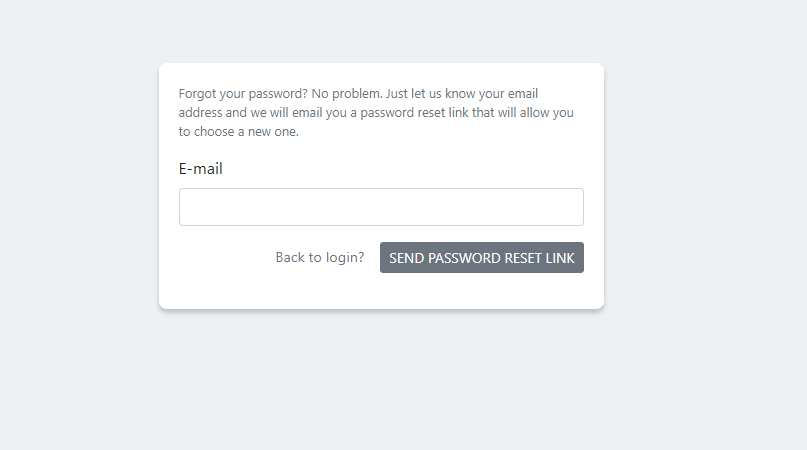 Forgot your password? No problem. Just let us know your email
address and we will email you a password reset link that will allow you
to choose a new one.
E-mail
Back to login? SEND PASSWORD RESET LINK